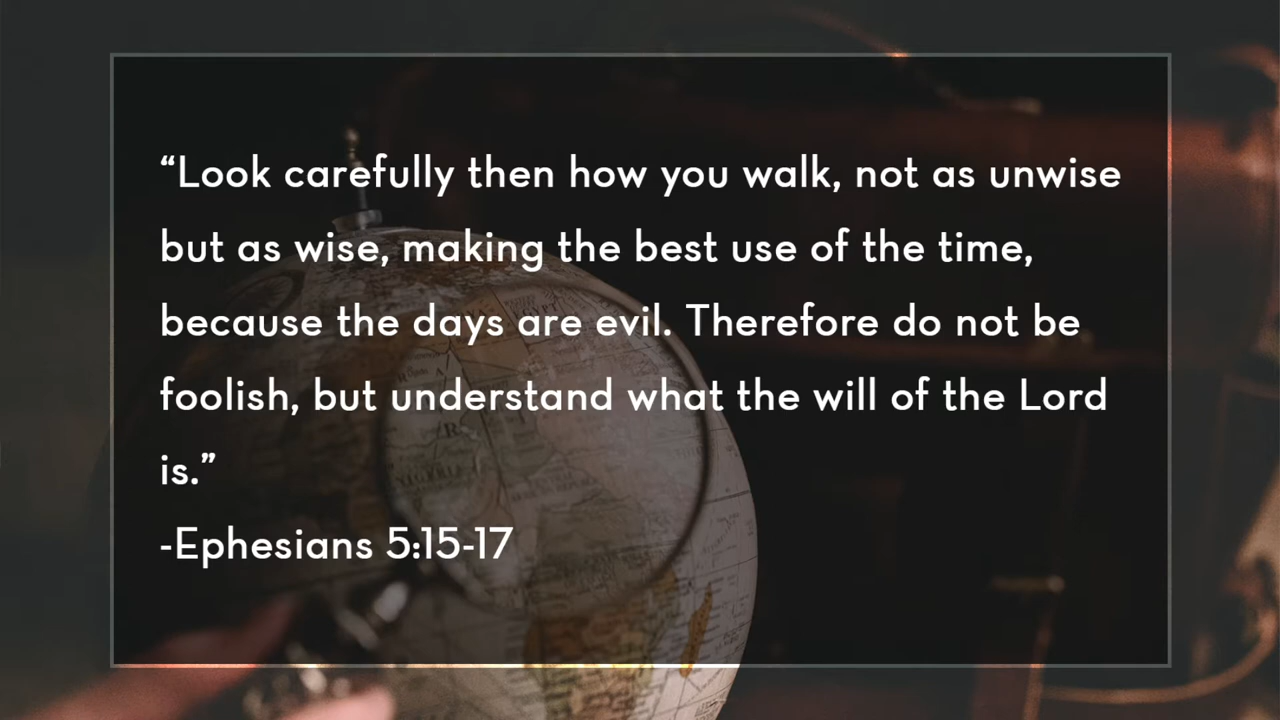 “Look carefully then how you walk, not as unwise
but as wise, making the best use of the time,
because the days are evil. Therefore do not be
foolish, but understand what the will of the Lord
is.”
-Ephesians 5:15-17